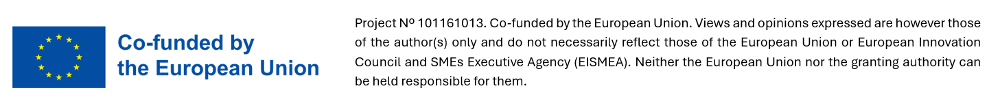 Co-funded by
the European Union
Project Nº 101161013. Co-funded by the European Union. Views and opinions expressed are however those
of the author(s) only and do not necessarily reflect those of the European Union or European Innovation
Council and SMEs Executive Agency (EISMEA). Neither the European Union nor the granting authority can
be held responsible for them.